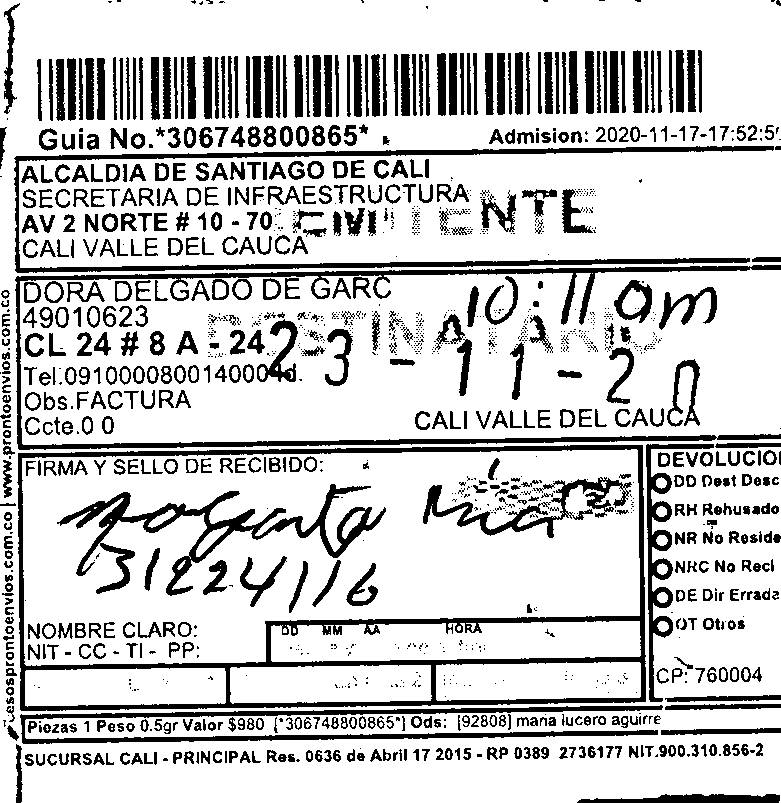 Guia No.*306748800865*
Admision: 2020-11-17-17:52:5
ALCALDIA DE SANTIAGO DE CALI
SECRETARIA DE INFRAESTRUCTURA
AV 2 NORTE # 10 - 70
CALI VALLE DEL CAUCA
DORA DELGADO DE GARC
10:11 am
49010623
DESTINATARIO
CL 24 # 8 A - 24
23-11-20
Tel.0910000800140004d.
Obs.FACTURA
Ccte.0 0
CALI VALLE DEL CAUCA
www.prontoenvios.com.co
FIRMA Y SELLO DE RECIBIDO:
31224116
NOMBRE CLARO:
NIT - CC - TI - PP:
DD MM AA HORA
DEVOLUCIO
DD Dest Desc
RH Rehusado
NR No Reside
NRC No Recl
DE Dir Errada
OT Otros
CP: 760004
Piezas 1 Peso 0.5gr Valor $980 [*306748800865*] Ods: [92808] maria lucero aguirre
SUCURSAL CALI - PRINCIPAL Res. 0636 de Abril 17 2015 - RP 0389 2736177 NIT.900.310.856-2